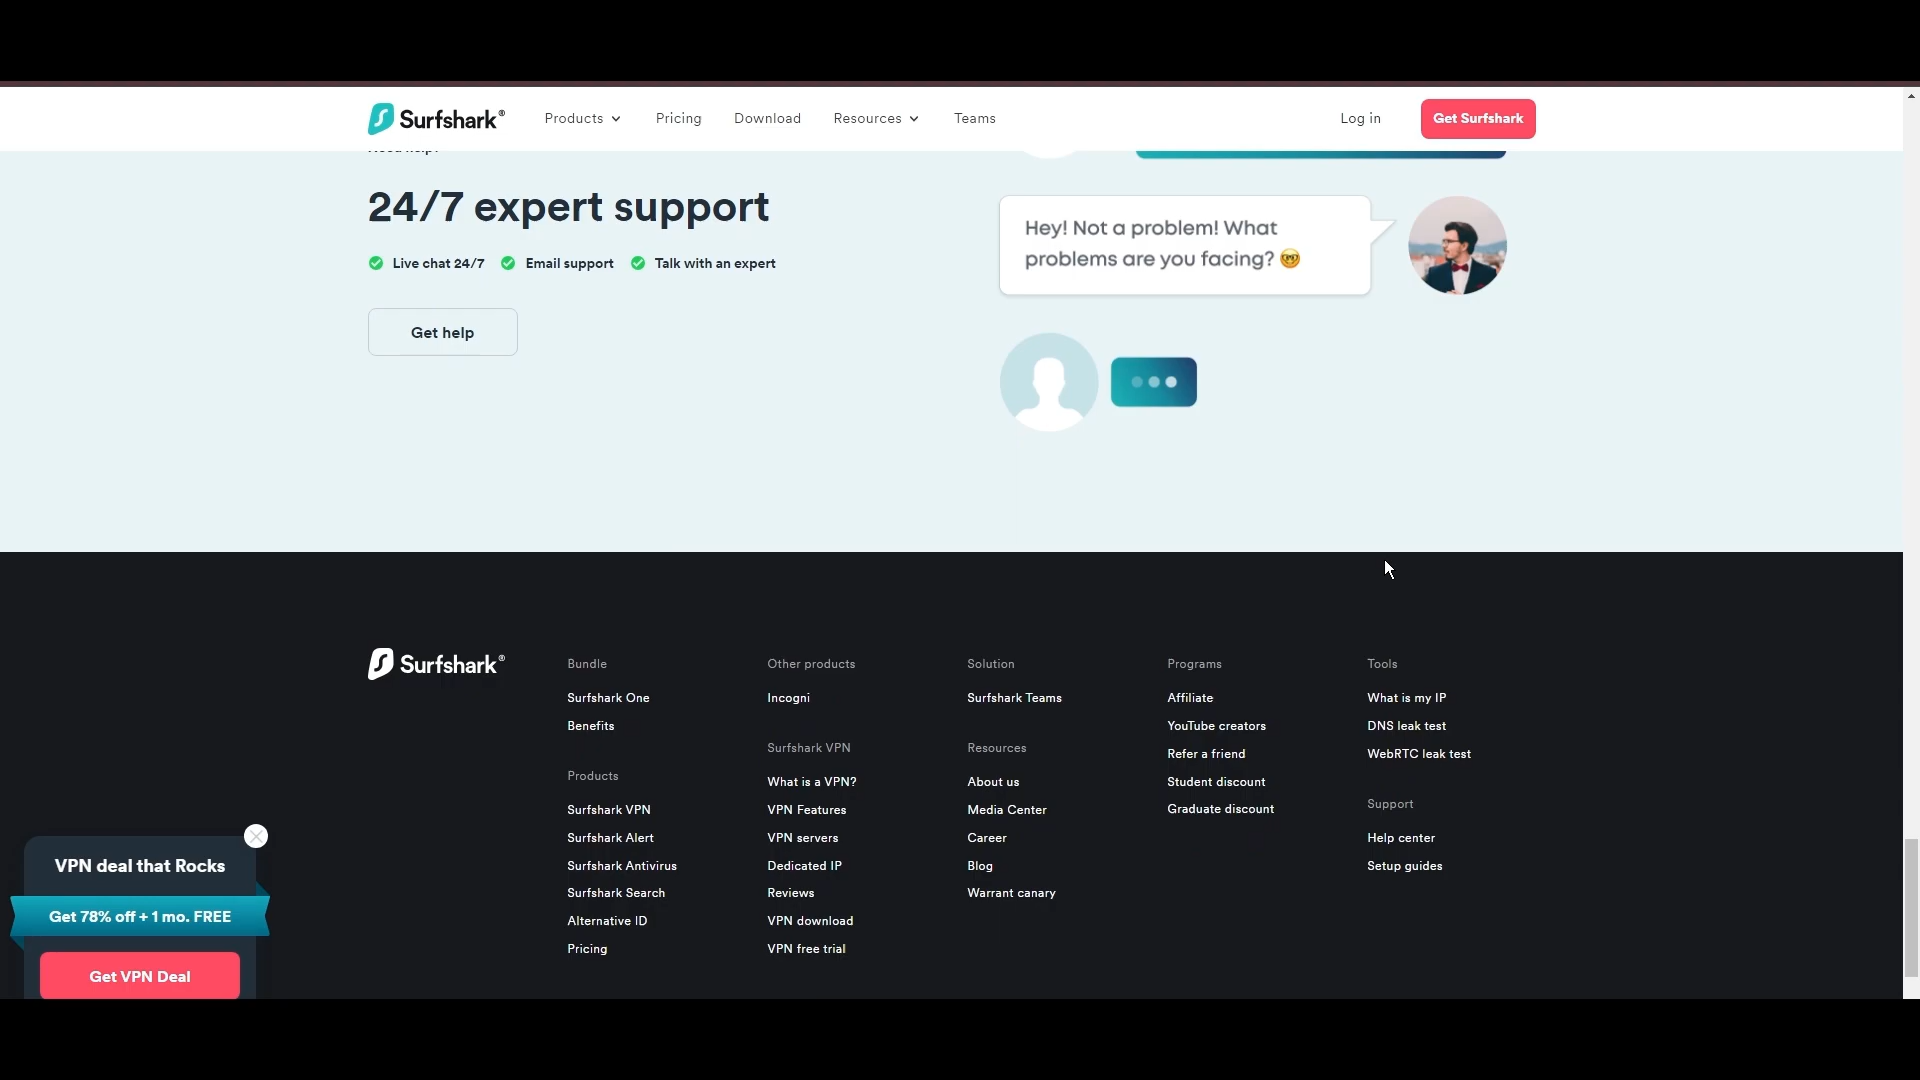 Surfshark®
Products
Pricing
Download
Resources
Teams
Log in
Get Surfshark
24/7 expert support
Live chat 24/7
Email support
Talk with an expert
Get help
Hey! Not a problem! What
problems are you facing? 🤓
Surfshark®
Bundle
Surfshark One
Benefits
Products
Surfshark VPN
Surfshark Alert
Surfshark Antivirus
Surfshark Search
Alternative ID
Pricing
Other products
Incogni
Surfshark VPN
What is a VPN?
VPN Features
VPN servers
Dedicated IP
Reviews
VPN download
VPN free trial
Solution
Surfshark Teams
Resources
About us
Media Center
Career
Blog
Warrant canary
Programs
Affiliate
YouTube creators
Refer a friend
Student discount
Graduate discount
Tools
What is my IP
DNS leak test
WebRTC leak test
Support
Help center
Setup guides
VPN deal that Rocks
Get 78% off + 1 mo. FREE
Get VPN Deal